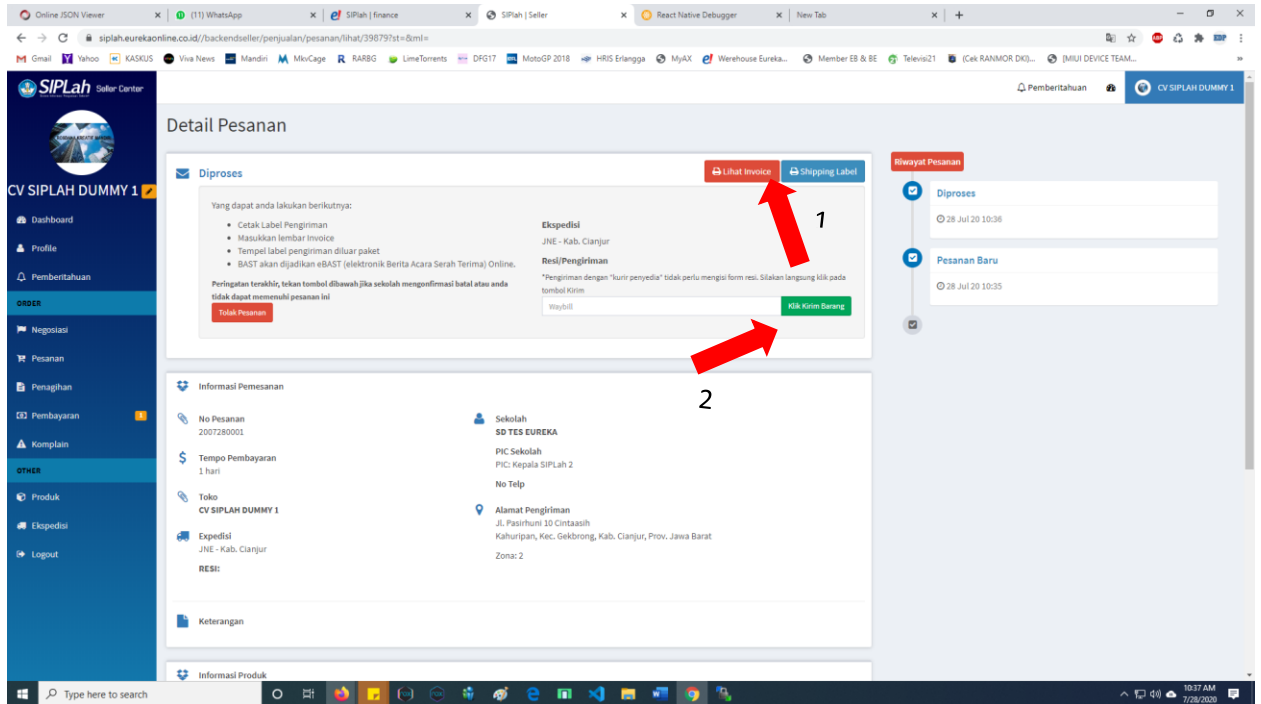 Online JSON Viewer
(11) WhatsApp
SIPlah | finance
SIPlah | Seller
React Native Debugger
New Tab
siplah.eurekaonline.co.id//backendseller/penjualan/pesanan/lihat/39879?st=&ml=
Gmail
Yahoo
KASKUS
Viva News
Mandiri
MkvCage
RARBG
LimeTorrents
DFG17
MotoGP 2018
HRIS Erlangga
MyAX
Werehouse Eureka...
Member EB & BE
Televisi21
(Cek RANMOR DKI)...
[MIUI DEVICE TEAM...
SIPLah Seller Center
Pemberitahuan
CV SIPLAH DUMMY 1
CV SIPLAH DUMMY 1
Dashboard
Profile
Pemberitahuan
ORDER
Negosiasi
Pesanan
Penagihan
Pembayaran
Komplain
OTHER
Produk
Ekspedisi
Logout
Detail Pesanan
Diproses
Lihat Invoice
Shipping Label
Yang dapat anda lakukan berikutnya:
• Cetak Label Pengiriman
• Masukkan lembar Invoice
• Tempel label pengiriman diluar paket
• BAST akan dijadikan eBAST (elektronik Berita Acara Serah Terima) Online.
Peringatan terakhir, tekan tombol dibawah jika sekolah mengonfirmasi batal atau anda
tidak dapat memenuhi pesanan ini
Tolak Pesanan
Ekspedisi
JNE - Kab. Cianjur
Resi/Pengiriman
*Pengiriman dengan "kurir penyedia" tidak perlu mengisi form resi. Silakan langsung klik pada
tombol Kirim
Waybill
Klik Kirim Barang
1
2
Informasi Pemesanan
No Pesanan
2007280001
Tempo Pembayaran
1 hari
Toko
CV SIPLAH DUMMY 1
Expedisi
JNE - Kab. Cianjur
RESI:
Sekolah
SD TES EUREKA
PIC Sekolah
PIC: Kepala SIPLah 2
No Telp
Alamat Pengiriman
Jl. Pasirhuni 10 Cintaasih
Kahuripan, Kec. Gekbrong, Kab. Cianjur, Prov. Jawa Barat
Zona: 2
Keterangan
Informasi Produk
Riwayat Pesanan
Diproses
28 Jul 20 10:36
Pesanan Baru
28 Jul 20 10:35
Type here to search
10:37 AM
7/28/2020